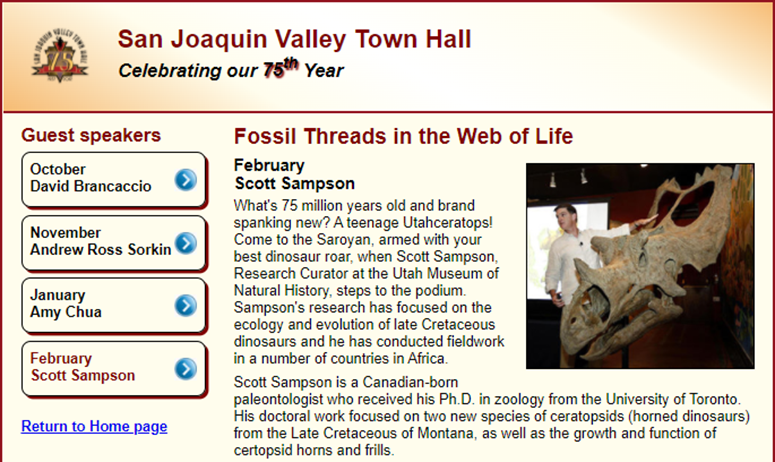 SAN JOAQUIN VALLEY TOWN HALL
75
San Joaquin Valley Town Hall
Celebrating our 75th Year
Guest speakers
October
David Brancaccio
November
Andrew Ross Sorkin
January
Amy Chua
February
Scott Sampson
Return to Home page
Fossil Threads in the Web of Life
February
Scott Sampson
What's 75 million years old and brand
spanking new? A teenage Utahceratops!
Come to the Saroyan, armed with your
best dinosaur roar, when Scott Sampson,
Research Curator at the Utah Museum of
Natural History, steps to the podium.
Sampson's research has focused on the
ecology and evolution of late Cretaceous
dinosaurs and he has conducted fieldwork
in a number of countries in Africa.
Scott Sampson is a Canadian-born
paleontologist who received his Ph.D. in zoology from the University of Toronto.
His doctoral work focused on two new species of ceratopsids (horned dinosaurs)
from the Late Cretaceous of Montana, as well as the growth and function of
certopsid horns and frills.